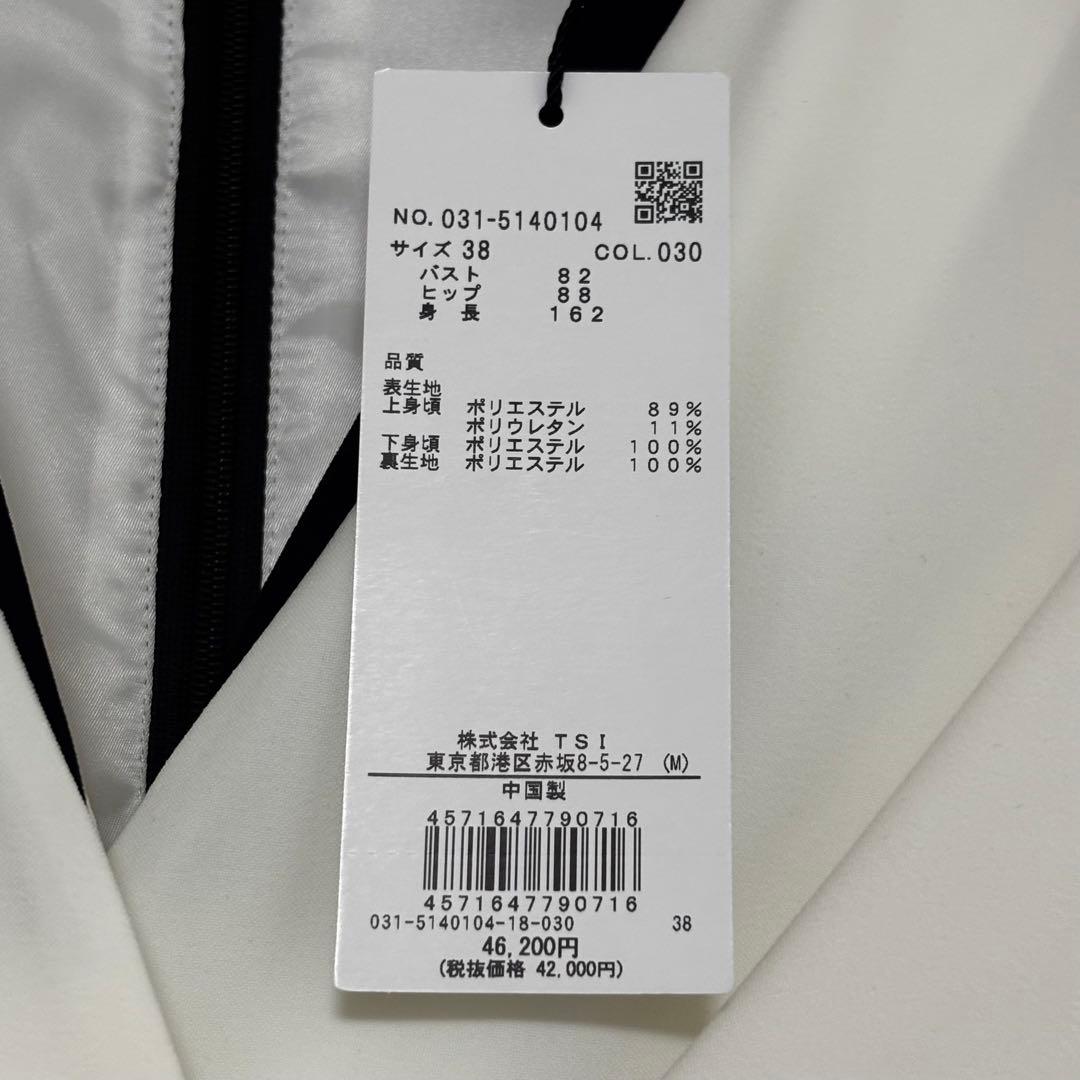 NO. 031-5140104
サイズ 38 COL. 030
バスト 82
ヒップ 88
身長 162
品質
表生地
上身頃 ポリエステル 89%
ポリウレタン 11%
下身頃 ポリエステル 100%
裏生地 ポリエステル 100%
株式会社 TSI
東京都港区赤坂8-5-27 (M)
中国製
4571647790716
4571647790716
031-5140104-18-030 38
46,200円
(税抜価格 42,000円)